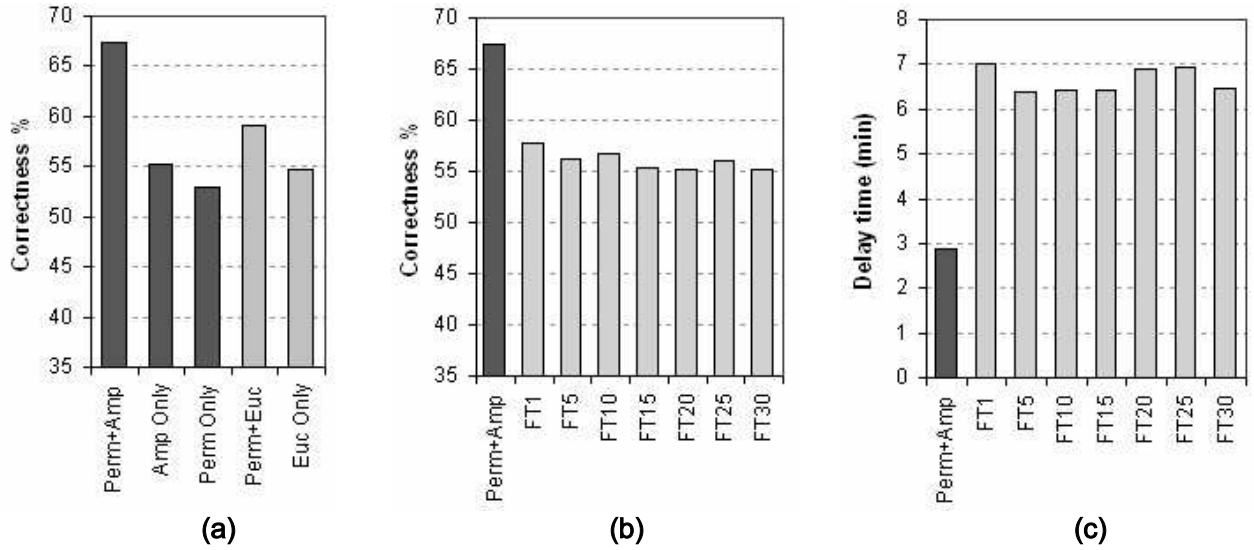 70
65
60
55
50
45
40
35
Correctness %
Perm+Amp
Amp Only
Perm Only
Perm+Euc
Euc Only
(a)
70
65
60
55
50
45
40
35
Correctness %
Perm+Amp
FT1
FT5
FT10
FT15
FT20
FT25
FT30
(b)
8
7
6
5
4
3
2
1
0
Delay time (min)
Perm+Amp
FT1
FT5
FT10
FT15
FT20
FT25
FT30
(c)